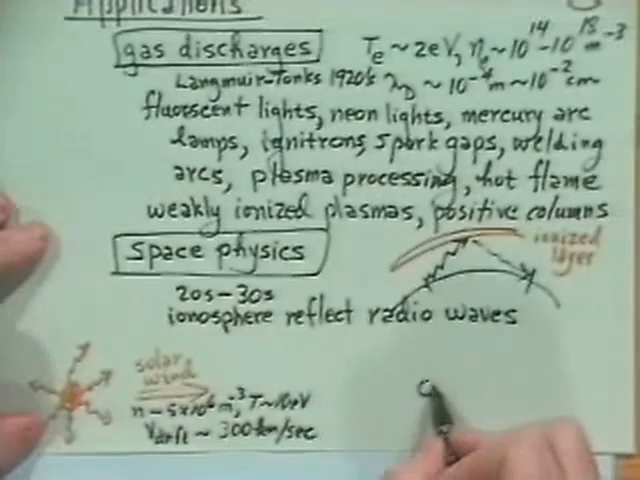 Applications
gas discharges
Te ~ 2eV, ne ~ 10^14 - 10^18 m^-3
Langmuir-Tonks 1920's λD ~ 10^-4 m ~ 10^-2 cm
fluorscent lights, neon lights, mercury arc
lamps, ignitrons, spark gaps, welding
arcs, plasma processing, hot flame
weakly ionized plasmas, positive columns
space physics
ionized
layer
20s-30s
ionosphere reflect radio waves
solar
wind
n ~ 5x10^6 m^-3, T ~ 10eV
Vdrift ~ 300 km/sec